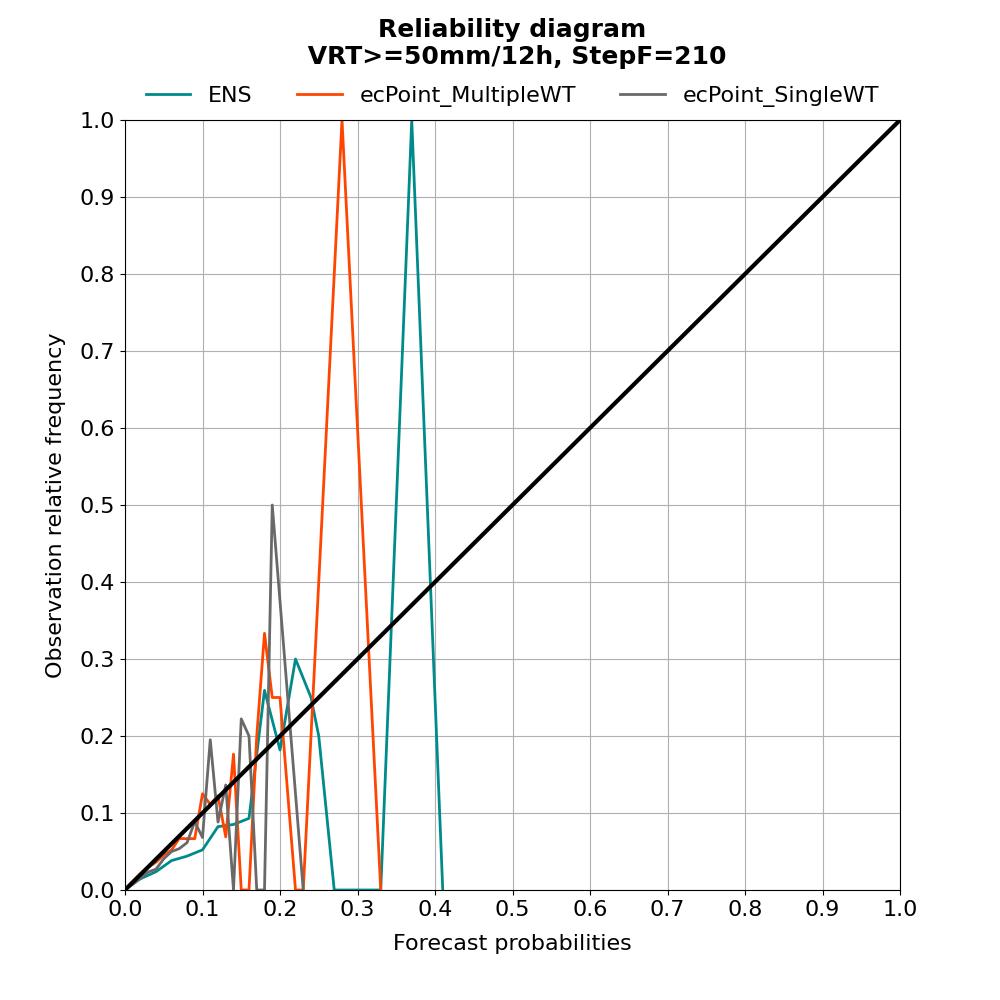 Reliability diagram
VRT>=50mm/12h, StepF=210
ENS ecPoint_MultipleWT ecPoint_SingleWT
1.0
0.9
0.8
0.7
0.6
0.5
0.4
0.3
0.2
0.1
0.0
Observation relative frequency
0.0 0.1 0.2 0.3 0.4 0.5 0.6 0.7 0.8 0.9 1.0
Forecast probabilities